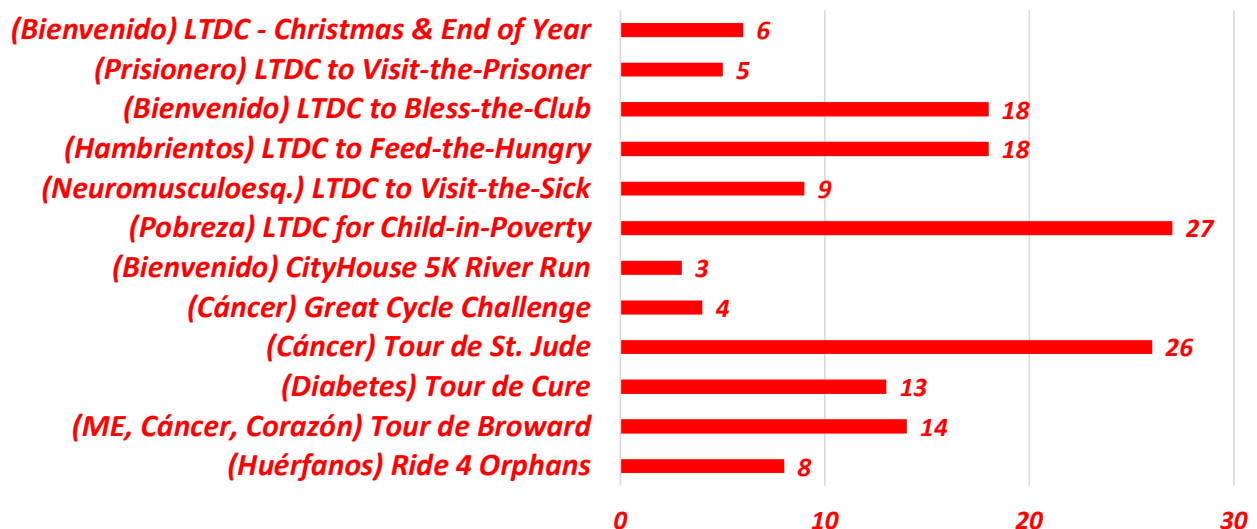 (Bienvenido) LTDC - Christmas & End of Year 6
(Prisionero) LTDC to Visit-the-Prisoner 5
(Bienvenido) LTDC to Bless-the-Club 18
(Hambrientos) LTDC to Feed-the-Hungry 18
(Neuromusculoesq.) LTDC to Visit-the-Sick 9
(Pobreza) LTDC for Child-in-Poverty 27
(Bienvenido) CityHouse 5K River Run 3
(Cáncer) Great Cycle Challenge 4
(Cáncer) Tour de St. Jude 26
(Diabetes) Tour de Cure 13
(ME, Cáncer, Corazón) Tour de Broward 14
(Huérfanos) Ride 4 Orphans 8
0 10 20 30